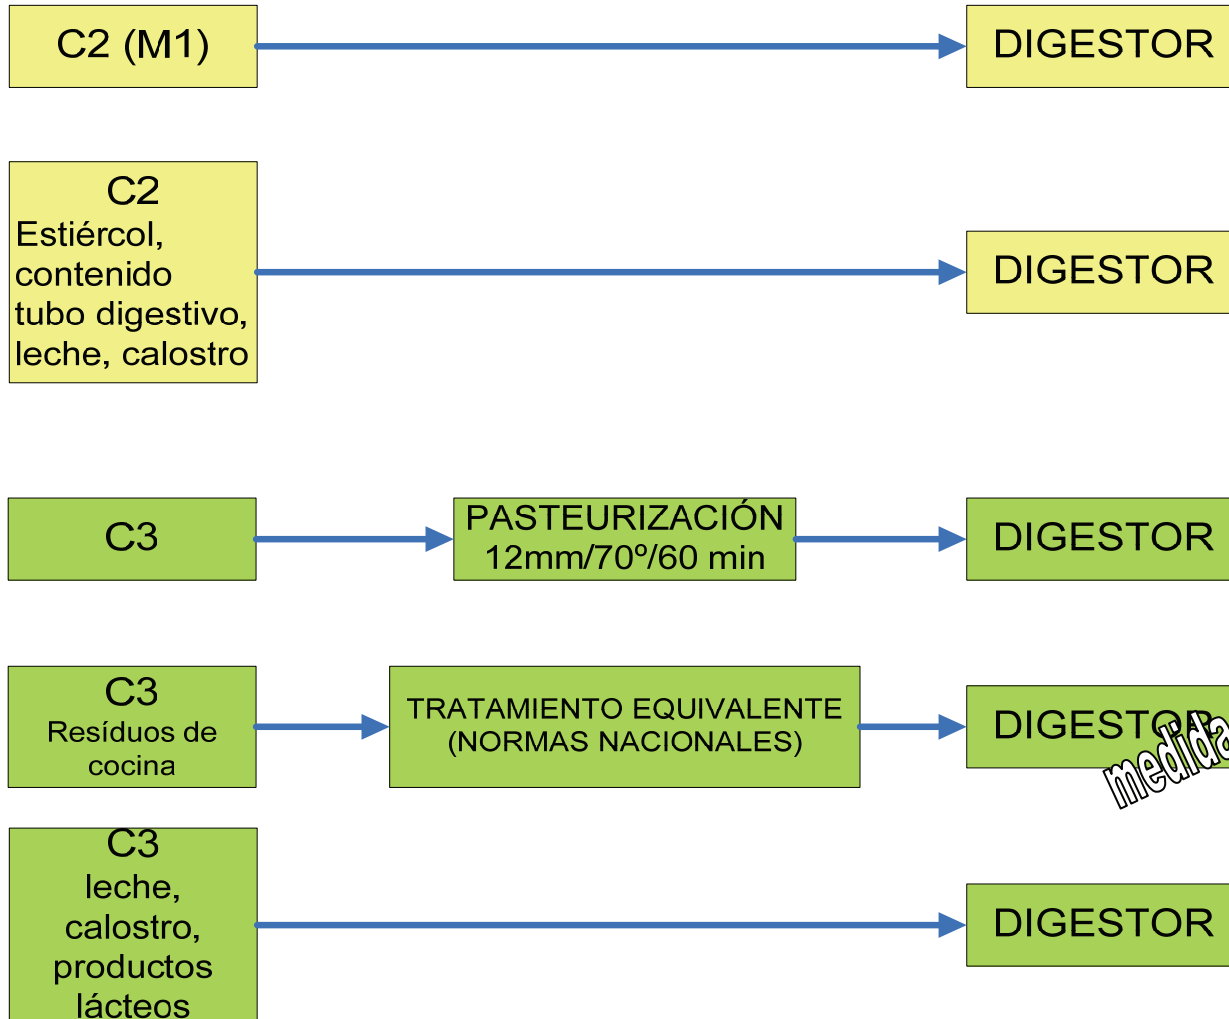 C2 (M1)
DIGESTOR
C2
Estiércol,
contenido
tubo digestivo,
leche, calostro
DIGESTOR
C3
PASTEURIZACIÓN
12mm/70º/60 min
DIGESTOR
C3
Resíduos de
cocina
TRATAMIENTO EQUIVALENTE
(NORMAS NACIONALES)
DIGESTOR
medida
C3
leche,
calostro,
productos
lácteos
DIGESTOR